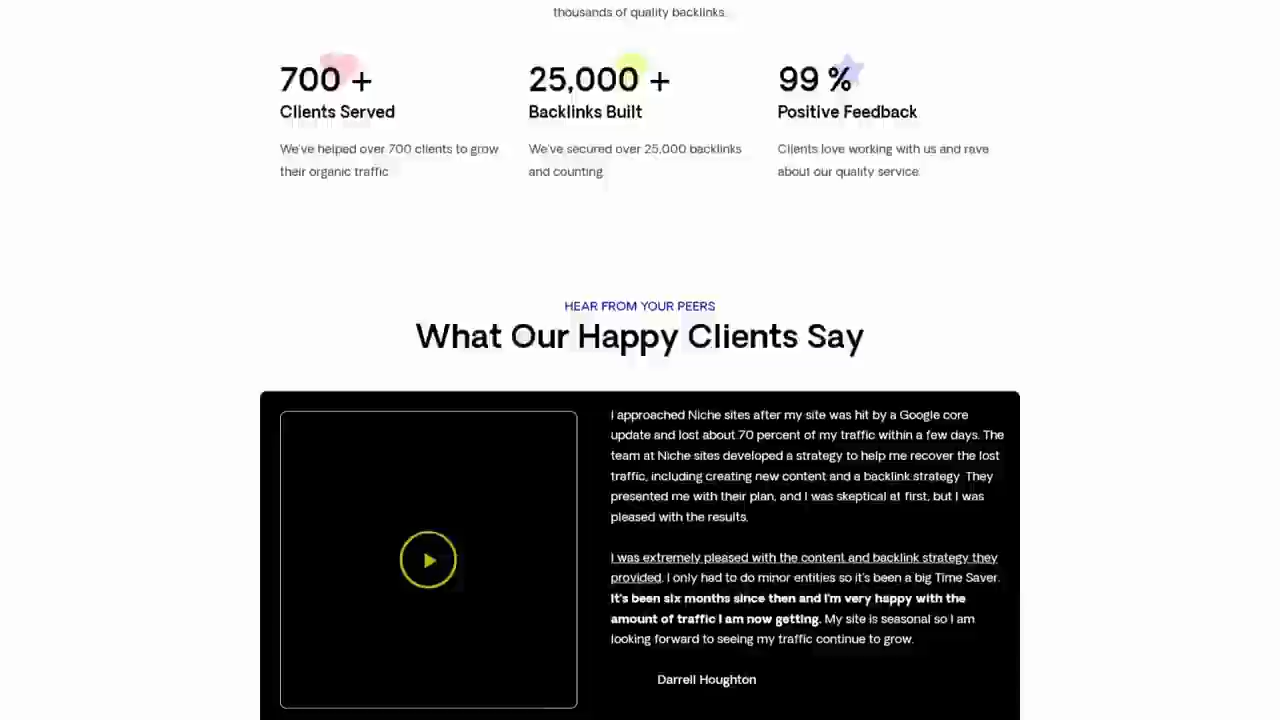 thousands of quality backlinks.
700 +
25,000 +
99 %
Clients Served
Backlinks Built
Positive Feedback
We've helped over 700 clients to grow
their organic traffic
We've secured over 25,000 backlinks
and counting.
Clients love working with us and rave
about our quality service.
HEAR FROM YOUR PEERS
What Our Happy Clients Say
I approached Niche sites after my site was hit by a Google core
update and lost about 70 percent of my traffic within a few days. The
team at Niche sites developed a strategy to help me recover the lost
traffic, including creating new content and a backlink strategy. They
presented me with their plan, and I was skeptical at first, but I was
pleased with the results.
I was extremely pleased with the content and backlink strategy they
provided. I only had to do minor entities so it's been a big Time Saver.
It's been six months since then and I'm very happy with the
amount of traffic I am now getting. My site is seasonal so I am
looking forward to seeing my traffic continue to grow.
Darrell Houghton